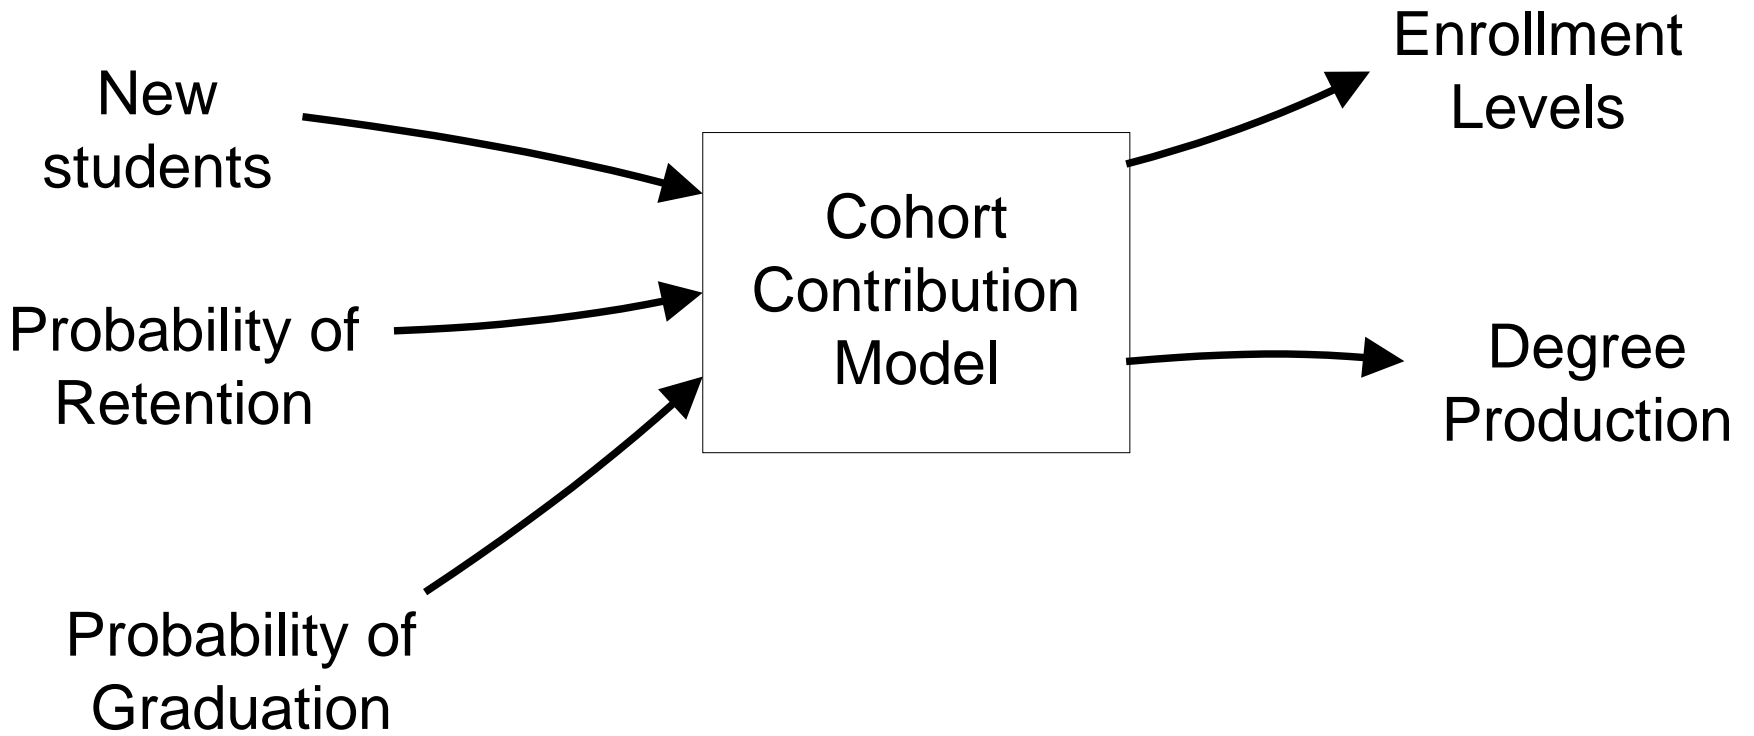 New
students
Probability of
Retention
Probability of
Graduation
Cohort
Contribution
Model
Enrollment
Levels
Degree
Production